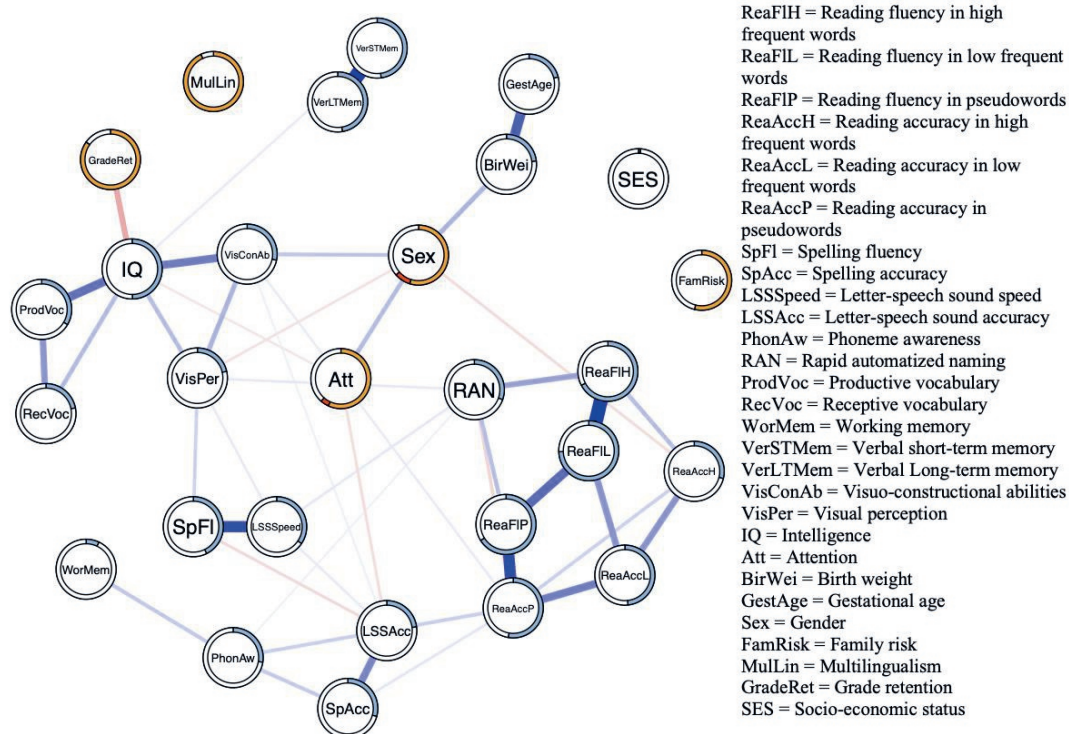 VerSTMem
MulLin
VerLTMem
GestAge
GradeRet
BirWei
SES
VisConAb
Sex
IQ
FamRisk
ProdVoc
VisPer
Att
RAN
ReaFlH
RecVoc
ReaFlL
ReaAccH
SpFl
LSSSpeed
ReaFlP
WorMem
ReaAccL
ReaAccP
LSSAcc
PhonAw
SpAcc
ReaFlH = Reading fluency in high
frequent words
ReaFlL = Reading fluency in low frequent
words
ReaFlP = Reading fluency in pseudowords
ReaAccH = Reading accuracy in high
frequent words
ReaAccL = Reading accuracy in low
frequent words
ReaAccP = Reading accuracy in
pseudowords
SpFl = Spelling fluency
SpAcc = Spelling accuracy
LSSSpeed = Letter-speech sound speed
LSSAcc = Letter-speech sound accuracy
PhonAw = Phoneme awareness
RAN = Rapid automatized naming
ProdVoc = Productive vocabulary
RecVoc = Receptive vocabulary
WorMem = Working memory
VerSTMem = Verbal short-term memory
VerLTMem = Verbal Long-term memory
VisConAb = Visuo-constructional abilities
VisPer = Visual perception
IQ = Intelligence
Att = Attention
BirWei = Birth weight
GestAge = Gestational age
Sex = Gender
FamRisk = Family risk
MulLin = Multilingualism
GradeRet = Grade retention
SES = Socio-economic status